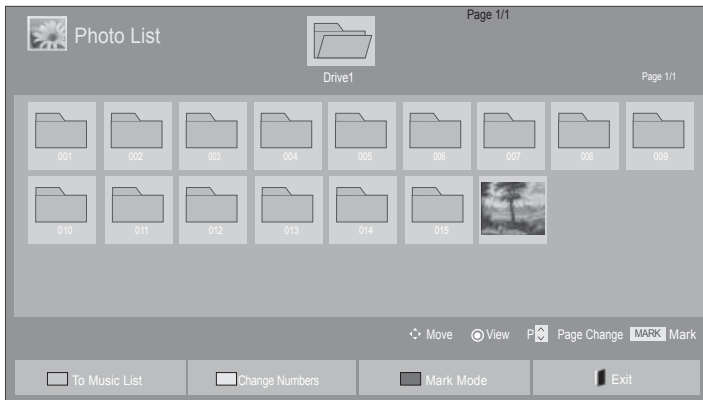 Page 1/1
Photo List
Drive1
Page 1/1
001 002 003 004 005 006 007 008 009
010 011 012 013 014 015
Move View P Page Change MARK Mark
To Music List Change Numbers Mark Mode Exit